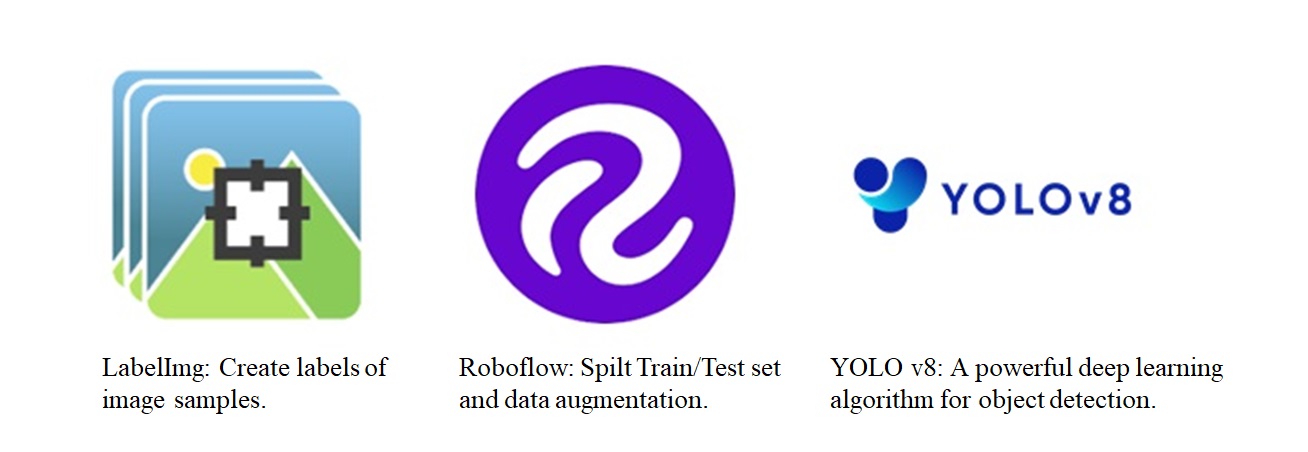 YOLOv8
LabelImg: Create labels of
image samples.
Roboflow: Spilt Train/Test set
and data augmentation.
YOLO v8: A powerful deep learning
algorithm for object detection.